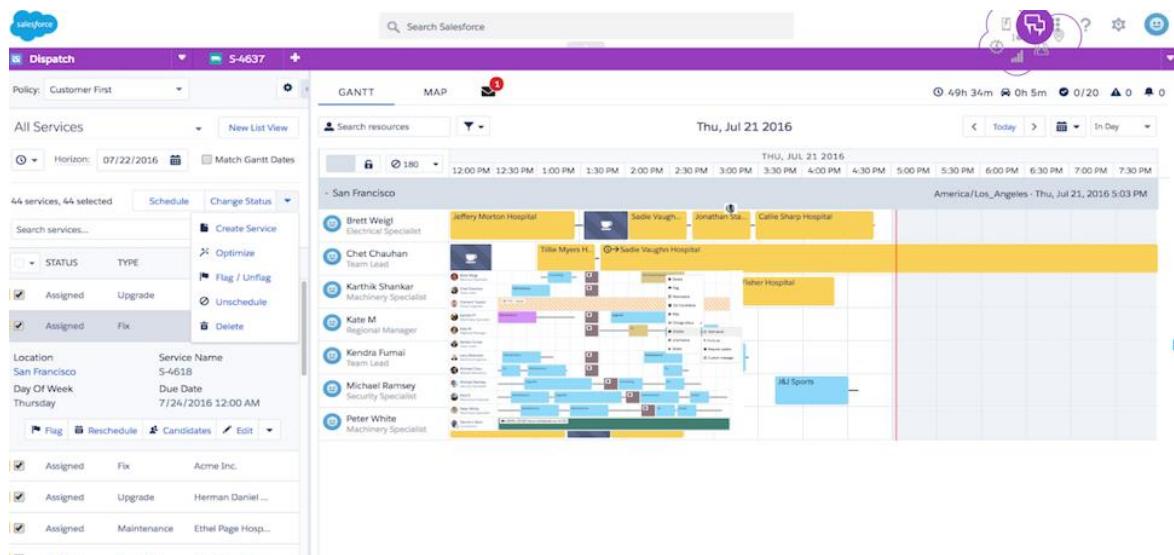 salesforce
Search Salesforce
Dispatch
S-4637
Policy: Customer First
GANTT MAP 1
49h 34m 0h 5m 0/20 0 0
All Services
New List View
Search resources
Thu, Jul 21 2016
Today
In Day
Horizon: 07/22/2016 Match Gantt Dates
180
THU, JUL 21 2016
12:00 PM 12:30 PM 1:00 PM 1:30 PM 2:00 PM 2:30 PM 3:00 PM 3:30 PM 4:00 PM 4:30 PM 5:00 PM 5:30 PM 6:00 PM 6:30 PM 7:00 PM 7:30 PM
- San Francisco
America/Los_Angeles - Thu, Jul 21, 2016 5:03 PM
44 services, 44 selected
Schedule
Change Status
Search services...
Create Service
Optimize
Flag / Unflag
Unschedule
Delete
STATUS TYPE
Assigned Upgrade
Assigned Fix
Location
Service Name
San Francisco
S-4618
Day Of Week
Due Date
Thursday
7/24/2016 12:00 AM
Flag Reschedule Candidates Edit
Assigned Fix Acme Inc.
Assigned Upgrade Herman Daniel ...
Assigned Maintenance Ethel Page Hosp...
Brett Weigl
Electrical Specialist
Jeffery Morton Hospital
Sadie Vaugh...
Jonathan Sta...
Callie Sharp Hospital
Chet Chauhan
Team Lead
Tillie Myers H...
Sadie Vaughn Hospital
Karthik Shankar
Machinery Specialist
Fisher Hospital
Kate M
Regional Manager
Kendra Fumai
Team Lead
Michael Ramsey
Security Specialist
J&J Sports
Peter White
Machinery Specialist